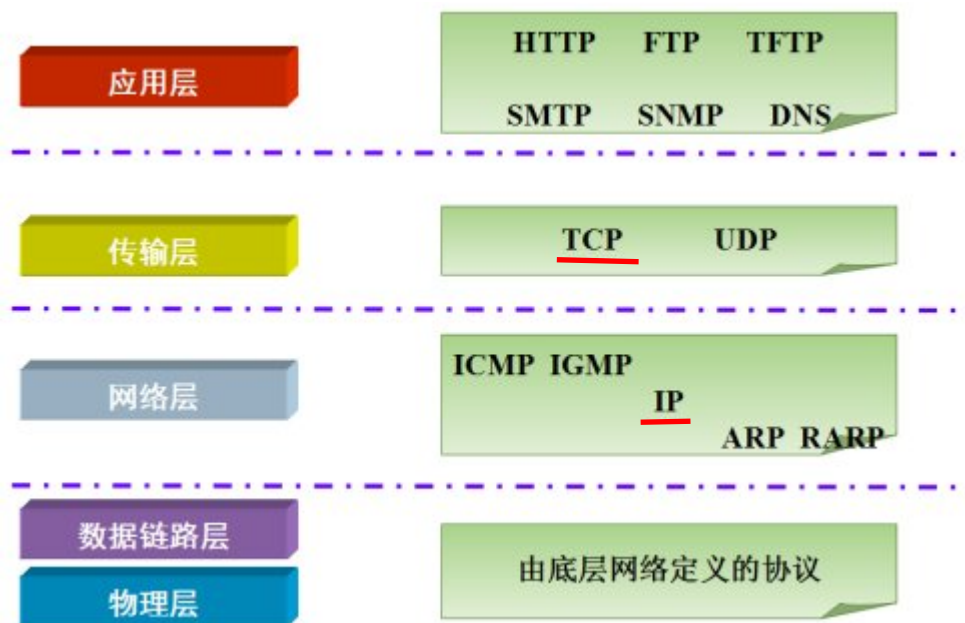 应用层
HTTP FTP TFTP
SMTP SNMP DNS
传输层
TCP UDP
网络层
ICMP IGMP
IP
ARP RARP
数据链路层
物理层
由底层网络定义的协议